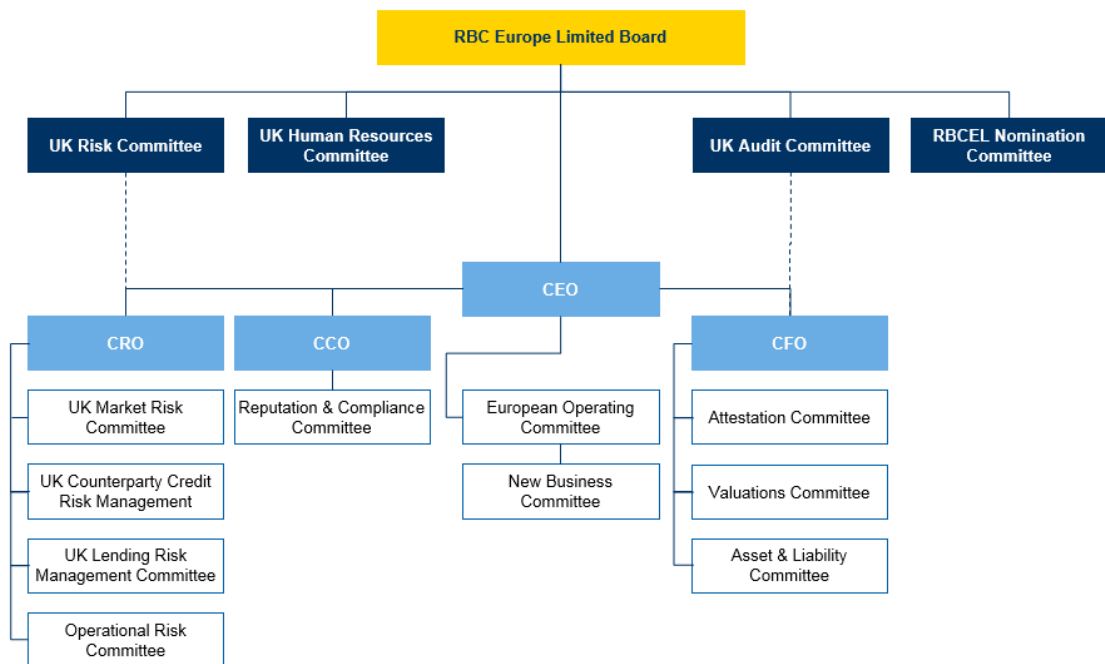 RBC Europe Limited Board
UK Risk Committee
UK Human Resources
Committee
UK Audit Committee
RBCEL Nomination
Committee
CEO
CRO
CCO
CFO
UK Market Risk
Committee
Reputation & Compliance
Committee
European Operating
Committee
Attestation Committee
UK Counterparty Credit
Risk Management
New Business
Committee
Valuations Committee
UK Lending Risk
Management Committee
Asset & Liability
Committee
Operational Risk
Committee